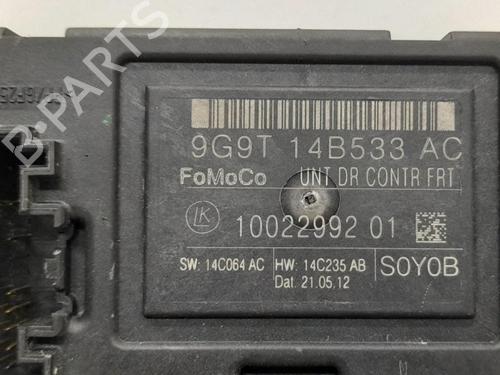 9G9T 14B533 AC
FoMoCo UNT DR CONTR FRT
LK 10022992 01
SW: 14C064 AC HW: 14C235 AB S0Y0B
Dat. 21.05.12
B-Parts